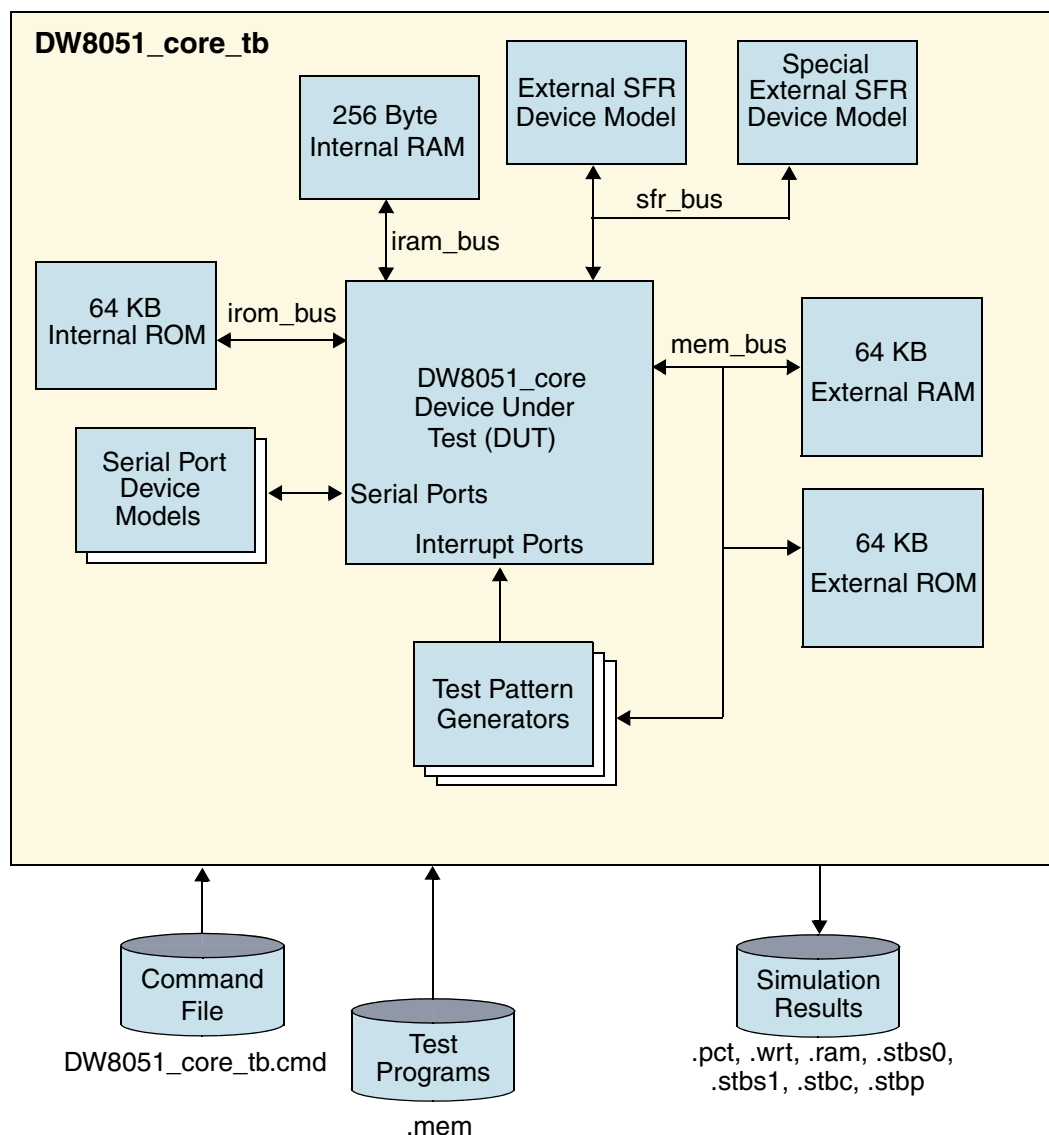 DW8051_core_tb
256 Byte
Internal RAM
External SFR
Device Model
Special
External SFR
Device Model
sfr_bus
iram_bus
64 KB
Internal ROM
irom_bus
DW8051_core
Device Under
Test (DUT)
mem_bus
64 KB
External RAM
Serial Port
Device
Models
Serial Ports
Interrupt Ports
64 KB
External ROM
Test Pattern
Generators
Command
File
DW8051_core_tb.cmd
Test
Programs
.mem
Simulation
Results
.pct, .wrt, .ram, .stbs0,
.stbs1, .stbc, .stbp